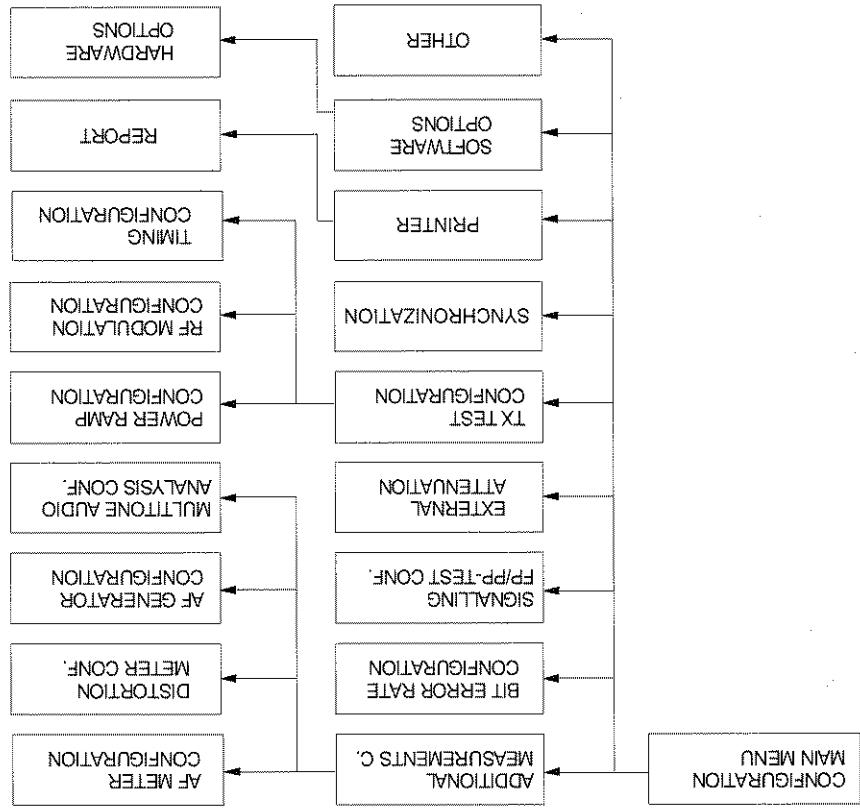 CONFIGURATION
MAIN MENU
ADDITIONAL
MEASUREMENTS C.
AF METER
CONFIGURATION
BIT ERROR RATE
CONFIGURATION
DISTORTION
METER CONF.
SIGNALLING
FP/PP-TEST CONF.
AF GENERATOR
CONFIGURATION
EXTERNAL
ATTENUATION
MULTITONE AUDIO
ANALYSIS CONF.
TX TEST
CONFIGURATION
POWER RAMP
CONFIGURATION
SYNCHRONIZATION
RF MODULATION
CONFIGURATION
PRINTER
TIMING
CONFIGURATION
SOFTWARE
OPTIONS
REPORT
OTHER
HARDWARE
OPTIONS